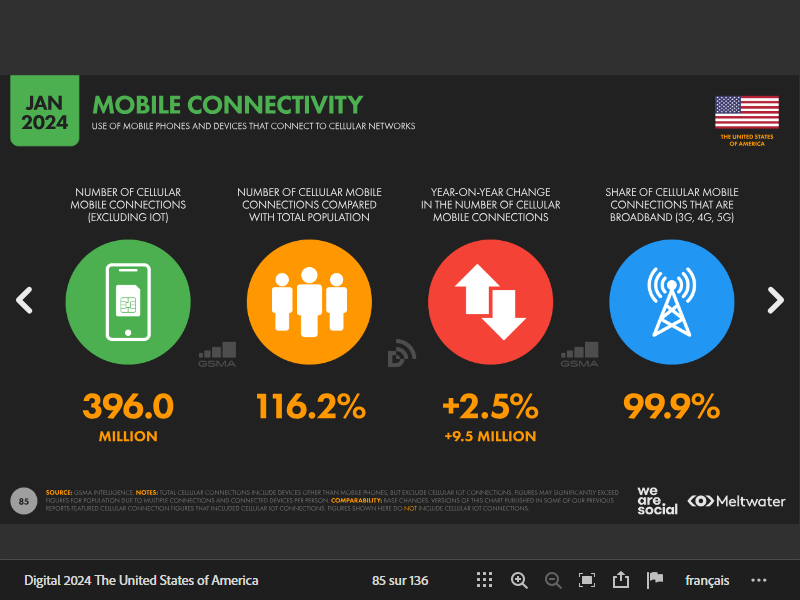 JAN
2024
MOBILE CONNECTIVITY
USE OF MOBILE PHONES AND DEVICES THAT CONNECT TO CELLULAR NETWORKS
THE UNITED STATES
OF AMERICA
NUMBER OF CELLULAR
MOBILE CONNECTIONS
(EXCLUDING IOT)
NUMBER OF CELLULAR MOBILE
CONNECTIONS COMPARED
WITH TOTAL POPULATION
YEAR-ON-YEAR CHANGE
IN THE NUMBER OF CELLULAR
MOBILE CONNECTIONS
SHARE OF CELLULAR MOBILE
CONNECTIONS THAT ARE
BROADBAND (3G, 4G, 5G)
GSMA
GSMA
396.0
MILLION
116.2%
+2.5%
+9.5 MILLION
99.9%
85
SOURCE: GSMA INTELLIGENCE. NOTES: TOTAL CELLULAR CONNECTIONS INCLUDE DEVICES OTHER THAN MOBILE PHONES, BUT EXCLUDE CELLULAR IOT CONNECTIONS. FIGURES MAY SIGNIFICANTLY EXCEED
FIGURES FOR POPULATION DUE TO MULTIPLE CONNECTIONS AND CONNECTED DEVICES PER PERSON. COMPARABILITY: BASE CHANGES. VERSIONS OF THIS CHART PUBLISHED IN SOME OF OUR PREVIOUS
REPORTS FEATURED CELLULAR CONNECTION FIGURES THAT INCLUDED CELLULAR IOT CONNECTIONS. FIGURES SHOWN HERE DO NOT INCLUDE CELLULAR IOT CONNECTIONS.
we
are.
social
Meltwater
Digital 2024 The United States of America
85 sur 136
français